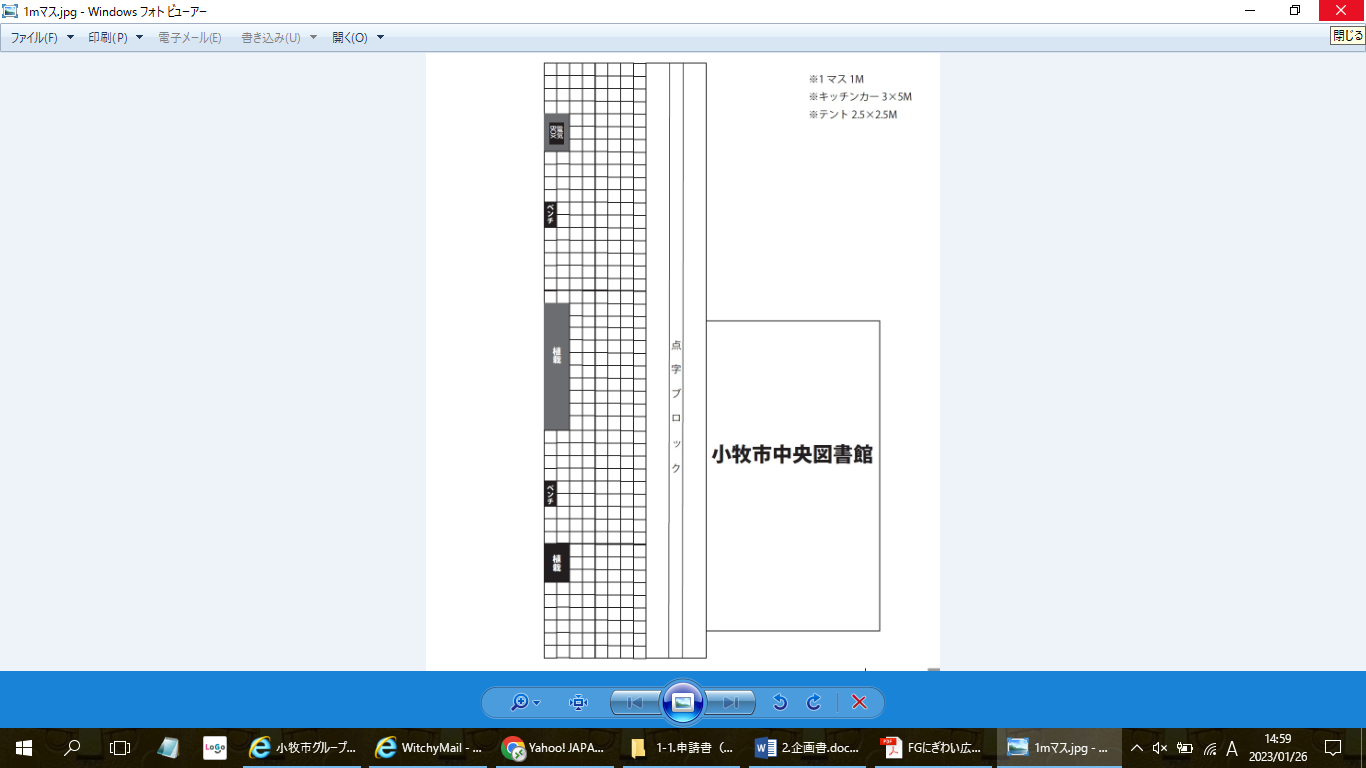 1mマス.jpg - Windows フォト ビューアー
閉じる
ファイル(F)
印刷(P)
電子メール(E)
書き込み(U)
開く(O)
※1 マス 1M
※キッチンカー 3×5M
※テント 2.5×2.5M
電気
ベンチ
植栽
点字ブロック
小牧市中央図書館
ベンチ
植栽
LoGo
小牧市グループ...
WitchyMail - ...
Yahoo! JAPA...
1-1.申請書（...
2.企画書.doc...
FGにぎわい広...
1mマス.jpg - ...
A
14:59
2023/01/26